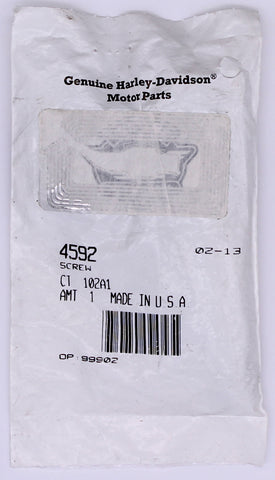 Genuine Harley-Davidson®
Motor Parts
4592 02-13
SCREW
CT 102A1
AMT 1 MADE IN U S A
OP 99902